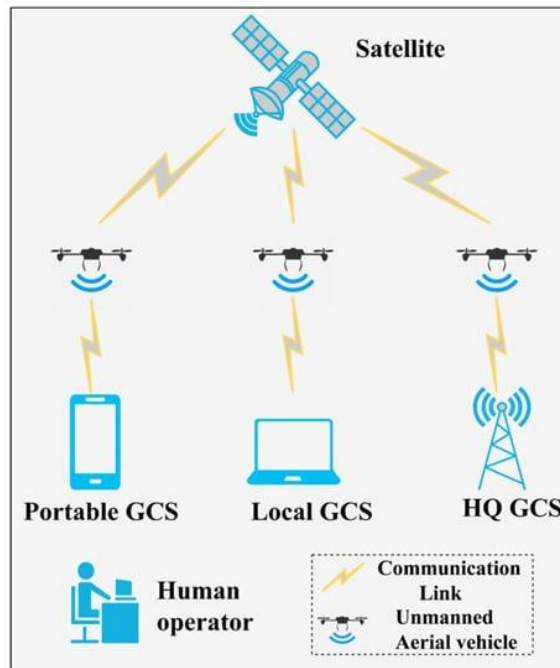 Satellite
Portable GCS
Local GCS
HQ GCS
Human
operator
Communication
Link
Unmanned
Aerial vehicle